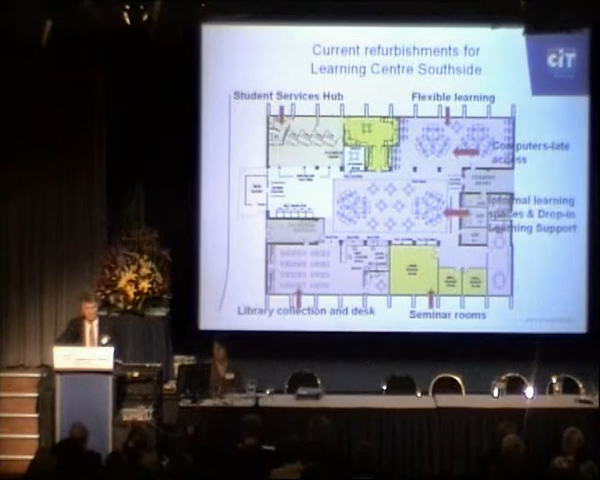 Current refurbishments for
Learning Centre Southside
CIT
Student Services Hub
Flexible learning
Computers-late
access
Informal learning
spaces & Drop-in
Learning Support
Library collection and desk
Seminar rooms